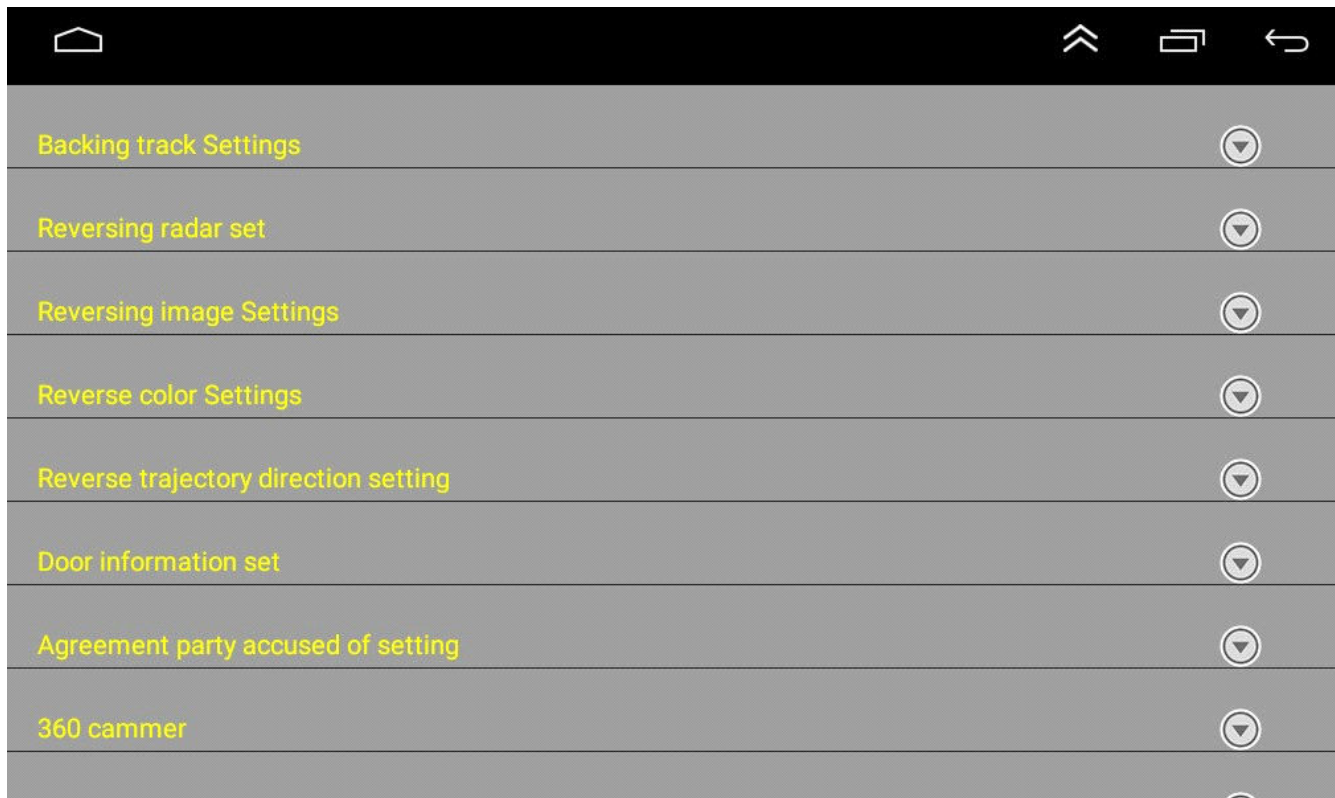 Backing track Settings
Reversing radar set
Reversing image Settings
Reverse color Settings
Reverse trajectory direction setting
Door information set
Agreement party accused of setting
360 cammer